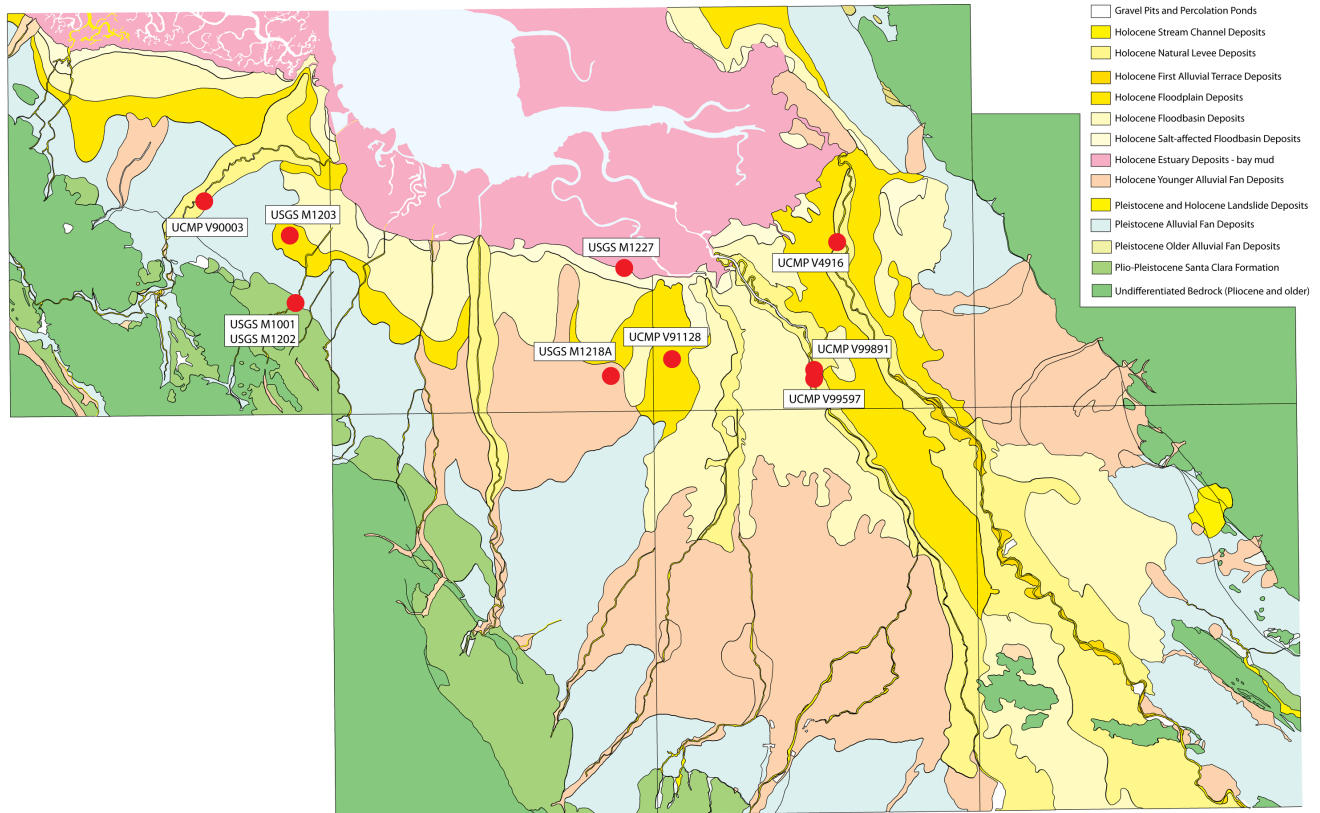 Gravel Pits and Percolation Ponds
Holocene Stream Channel Deposits
Holocene Natural Levee Deposits
Holocene First Alluvial Terrace Deposits
Holocene Floodplain Deposits
Holocene Floodbasin Deposits
Holocene Salt-affected Floodbasin Deposits
Holocene Estuary Deposits - bay mud
Holocene Younger Alluvial Fan Deposits
Pleistocene and Holocene Landslide Deposits
Pleistocene Alluvial Fan Deposits
Pleistocene Older Alluvial Fan Deposits
Plio-Pleistocene Santa Clara Formation
Undifferentiated Bedrock (Pliocene and older)
UCMP V90003
USGS M1203
USGS M1227
UCMP V4916
USGS M1001
USGS M1202
USGS M1218A
UCMP V91128
UCMP V99891
UCMP V99597